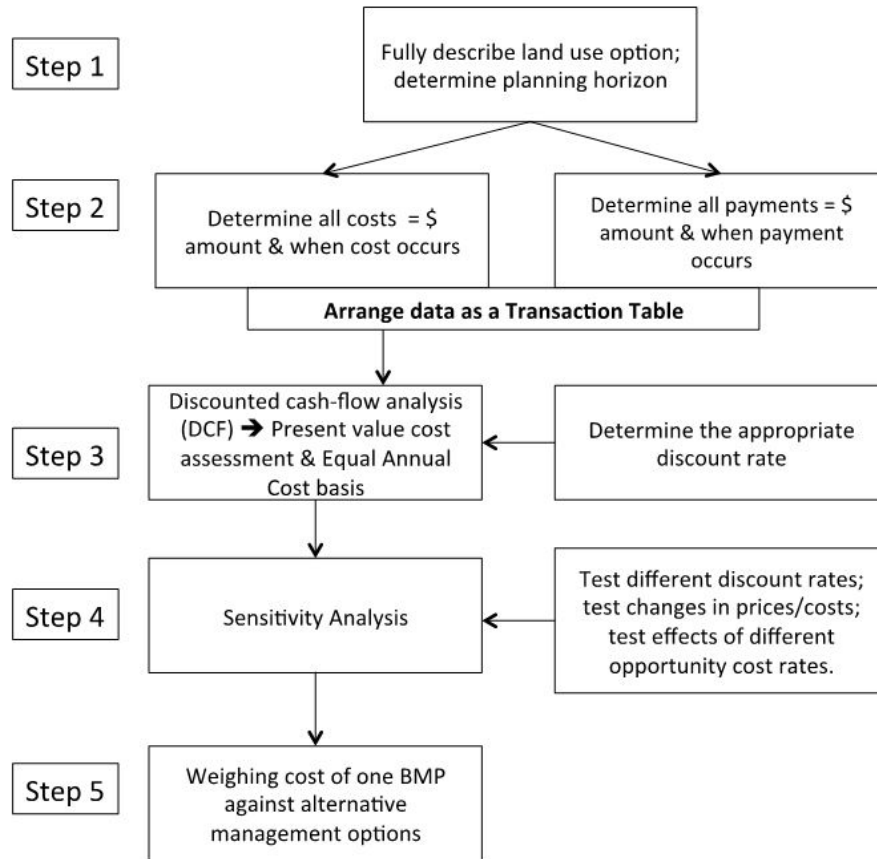 Step 1
Fully describe land use option;
determine planning horizon
Step 2
Determine all costs = $
amount & when cost occurs
Determine all payments = $
amount & when payment
occurs
Arrange data as a Transaction Table
Step 3
Discounted cash-flow analysis
(DCF) ➔ Present value cost
assessment & Equal Annual
Cost basis
Determine the appropriate
discount rate
Step 4
Sensitivity Analysis
Test different discount rates;
test changes in prices/costs;
test effects of different
opportunity cost rates.
Step 5
Weighing cost of one BMP
against alternative
management options